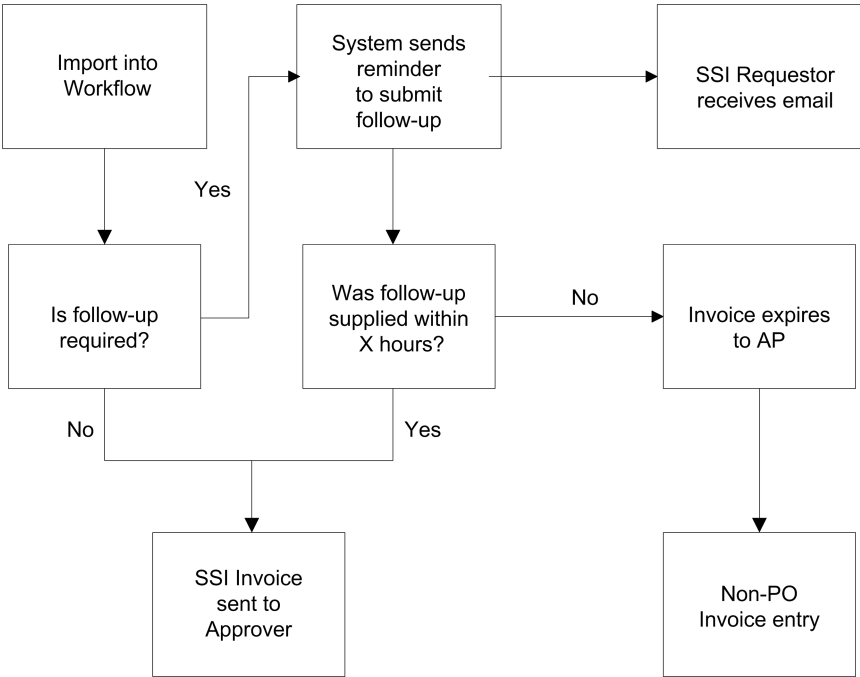 Import into
Workflow
System sends
reminder
to submit
follow-up
SSI Requestor
receives email
Yes
Is follow-up
required?
Was follow-up
supplied within
X hours?
No
Invoice expires
to AP
No
Yes
SSI Invoice
sent to
Approver
Non-PO
Invoice entry